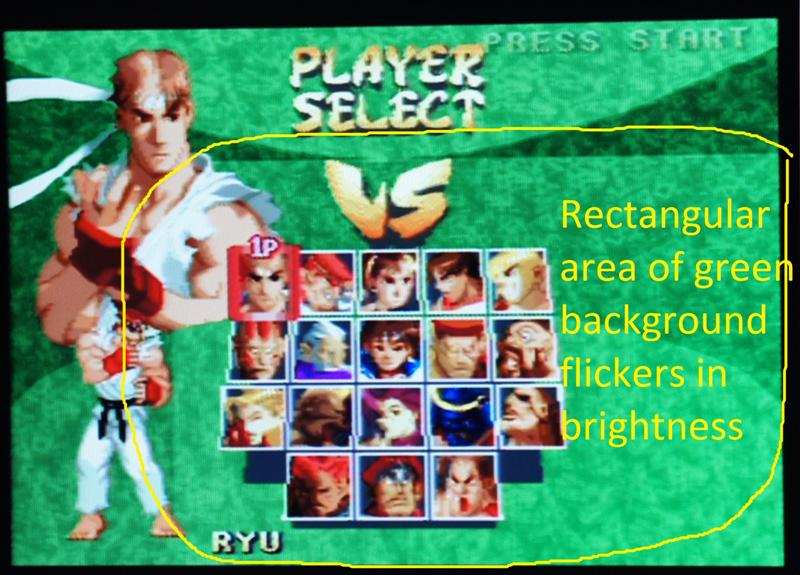 PRESS START
PLAYER
SELECT
VS
1P
Rectangular
area of green
background
flickers in
brightness
RYU